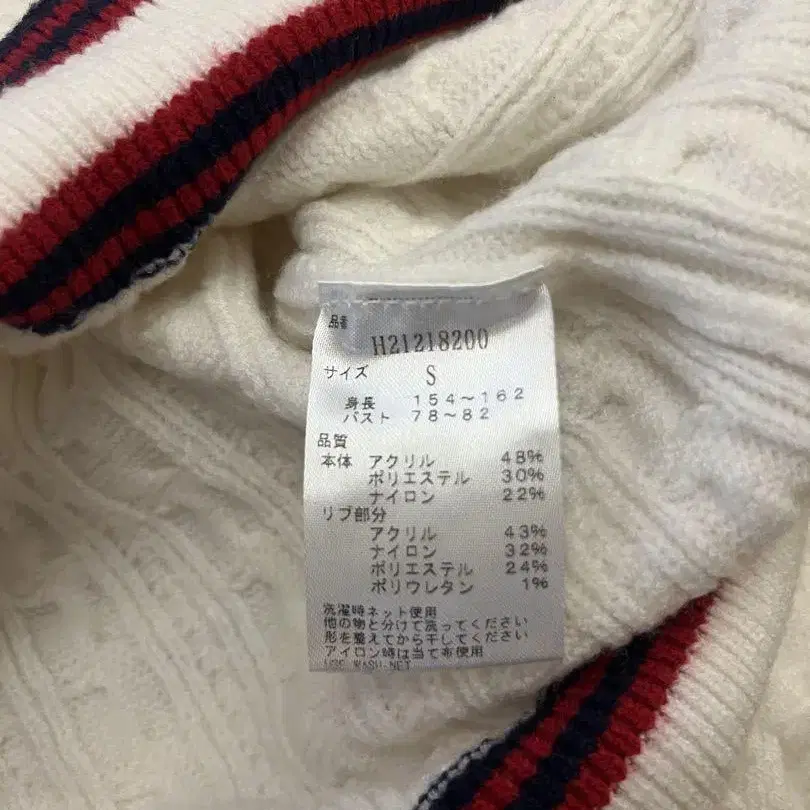 品番
H21218200
サイズ S
身長 154～162
バスト 78～82
品質
本体 アクリル 48%
ポリエステル 30%
ナイロン 22%
リブ部分
アクリル 43%
ナイロン 32%
ポリエステル 24%
ポリウレタン 1%
洗濯時ネット使用
他の物と分けて洗ってください
形を整えてから干してください
アイロン時は当て布使用
USE WASH-NET